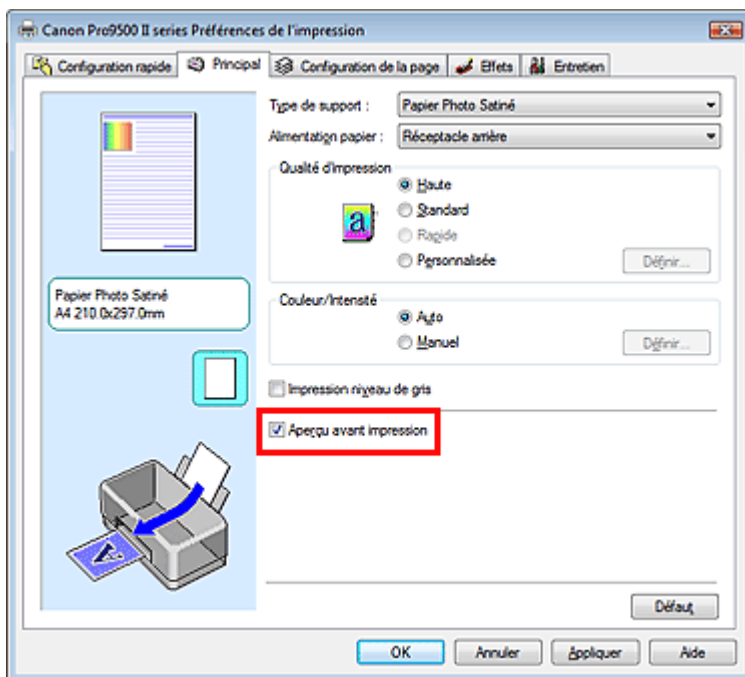 Canon Pro9500 II series Préférences de l'impression
Configuration rapide Principal Configuration de la page Effets Entretien
Type de support : Papier Photo Satiné
Alimentation papier : Réceptacle arrière
Qualité d'impression
Haute
a
Standard
Rapide
Personnalisée Définir...
Papier Photo Satiné
A4 210.0x297.0mm
Couleur/Intensité
Auto
Manuel Définir...
Impression niveau de gris
Aperçu avant impression
A
Défaut
OK Annuler Appliquer Aide